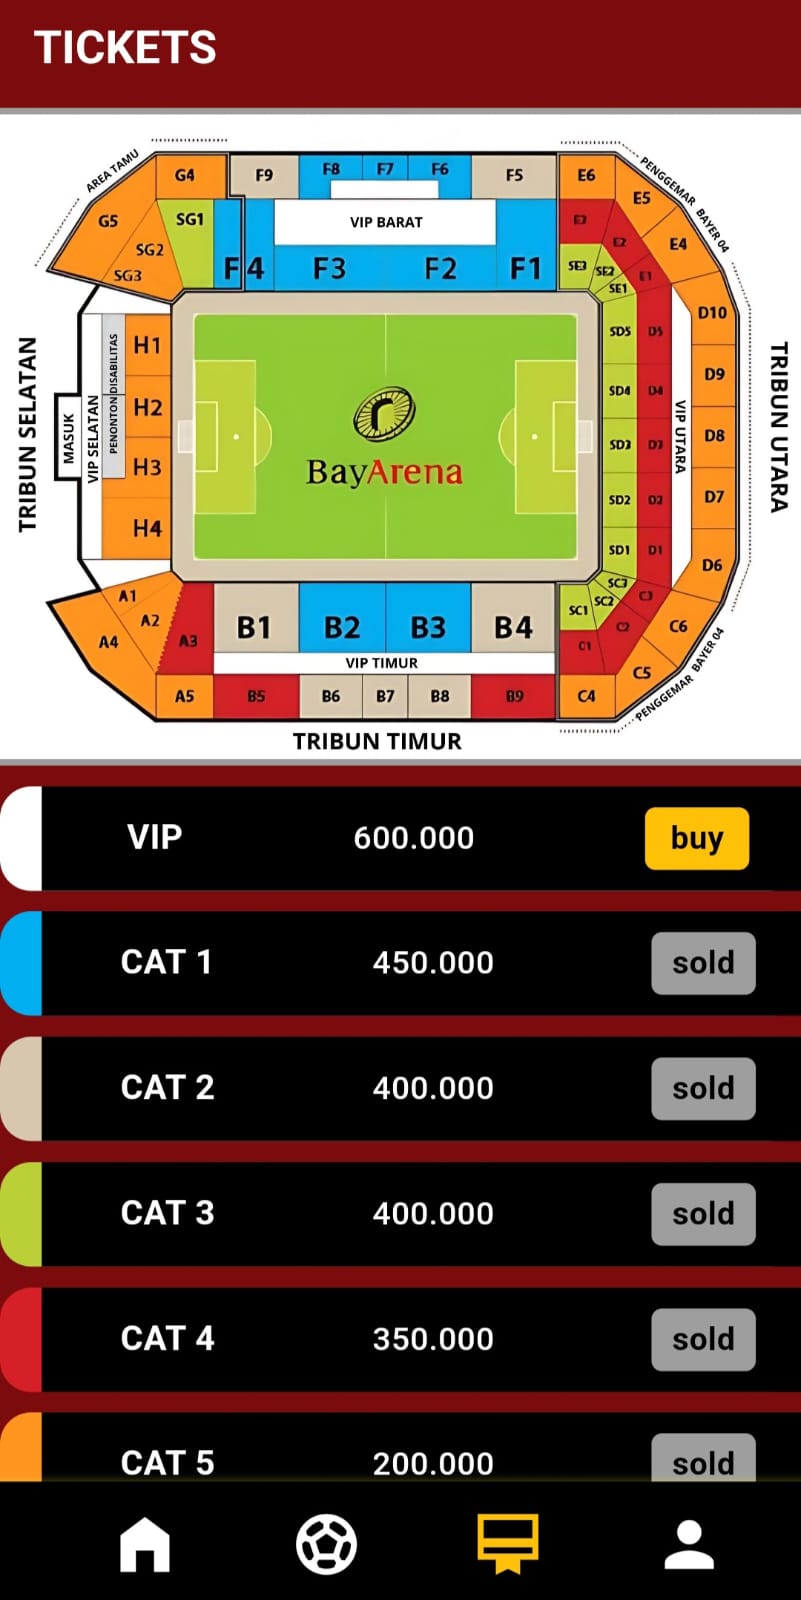 TICKETS
AREA TAMU
PENGGEMAR BAYER 04
G4
F9
F8
F7
F6
F5
E6
E5
G5
SG1
VIP BARAT
E3
E2
E4
SG2
SG3
F4
F3
F2
F1
SE3
SE2
SE1
E1
D10
TRIBUN SELATAN
MASUK
VIP SELATAN
PENONTON DISABILITAS
H1
H2
H3
H4
BayArena
SD5
D5
SD4
D4
SD3
D3
SD2
D2
SD1
D1
VIP UTARA
D9
D8
D7
D6
TRIBUN UTARA
A1
A2
A4
A3
B1
B2
B3
B4
SC3
SC2
SC1
C3
C2
C1
C6
C5
VIP TIMUR
A5
B5
B6
B7
B8
B9
C4
PENGGEMAR BAYER 04
TRIBUN TIMUR
VIP 600.000 buy
CAT 1 450.000 sold
CAT 2 400.000 sold
CAT 3 400.000 sold
CAT 4 350.000 sold
CAT 5 200.000 sold